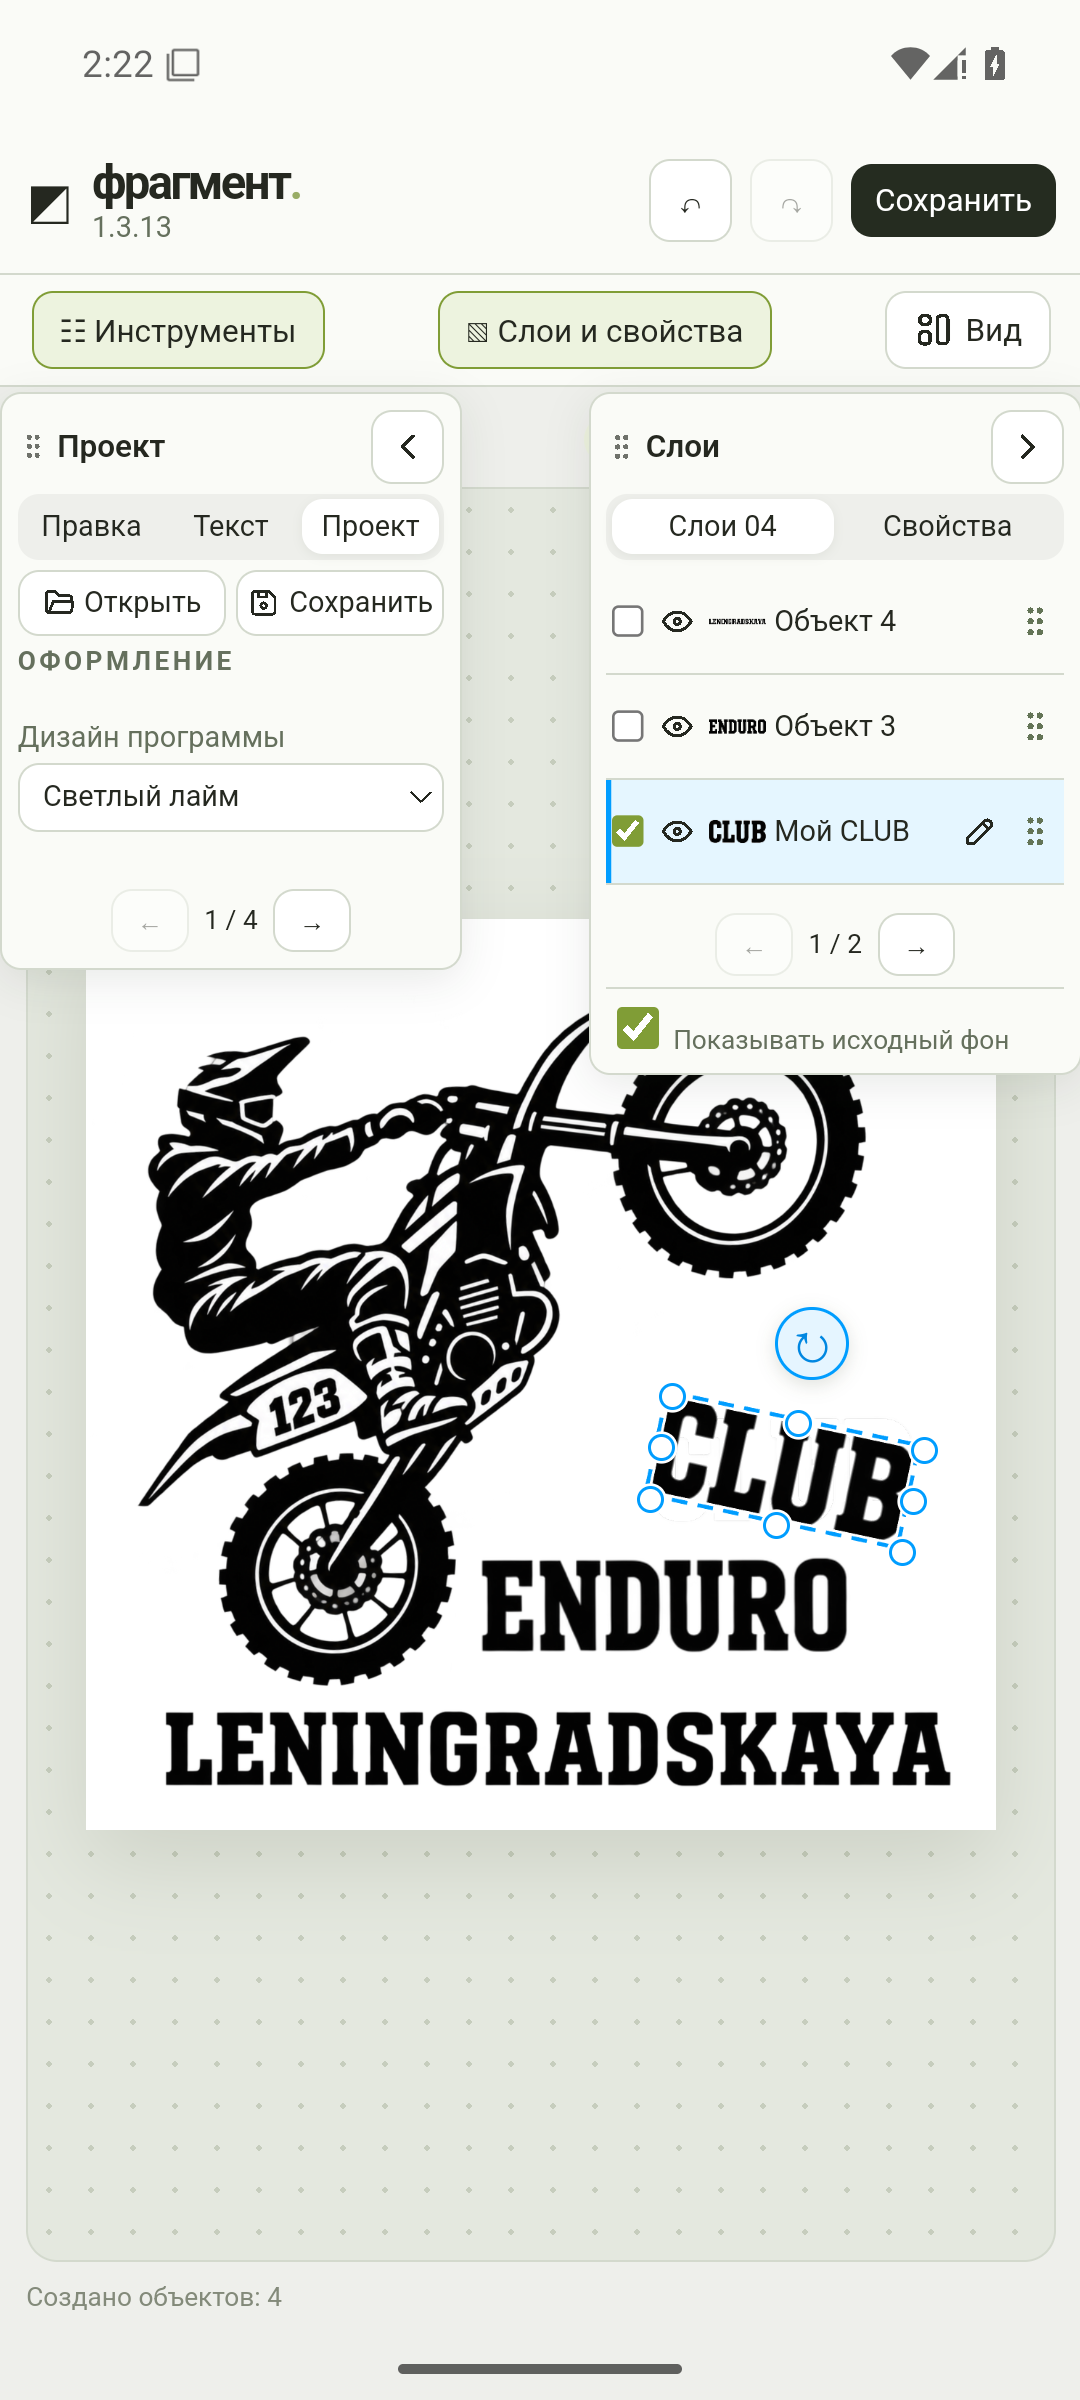 2:22
фрагмент.
1.3.13
Сохранить
Инструменты
Слои и свойства
Вид
Проект
Правка Текст Проект
Открыть Сохранить
ОФОРМЛЕНИЕ
Дизайн программы
Светлый лайм
← 1 / 4 →
Слои
Слои 04 Свойства
LENINGRADSKAYA Объект 4
ENDURO Объект 3
CLUB Мой CLUB
← 1 / 2 →
Показывать исходный фон
123
CLUB
ENDURO
LENINGRADSKAYA
Создано объектов: 4